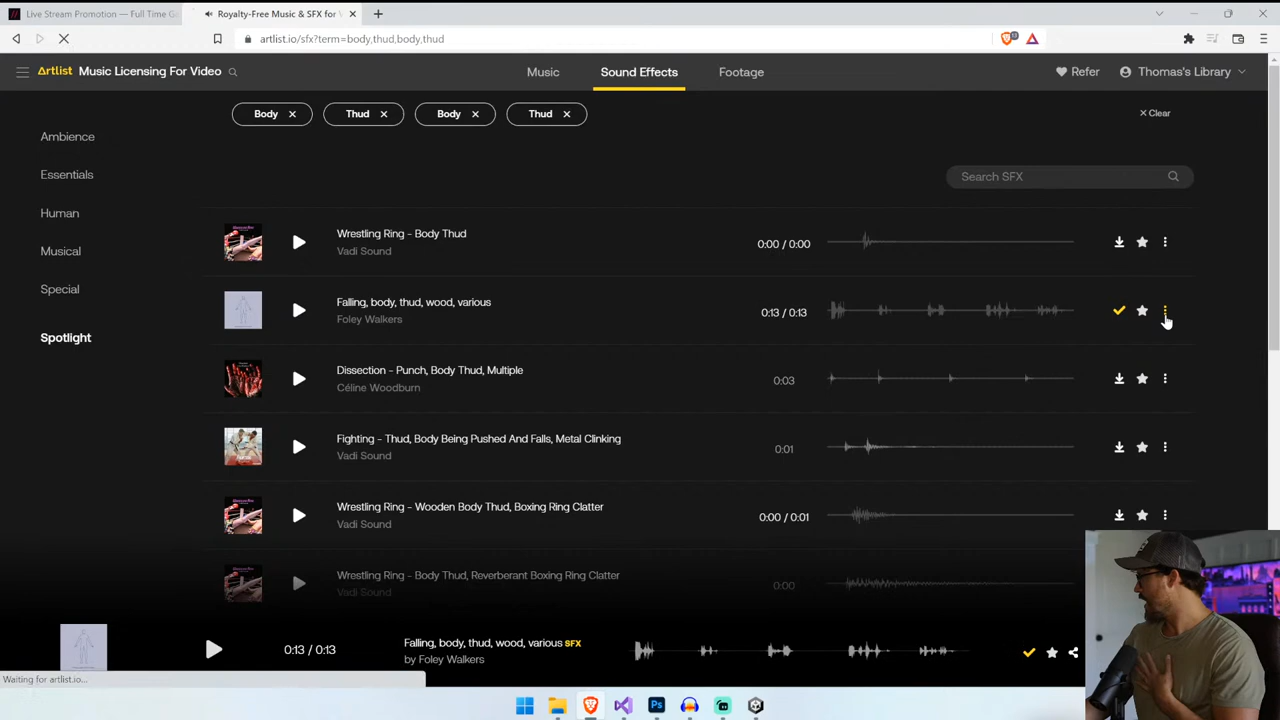 Live Stream Promotion — Full Time G
Royalty-Free Music & SFX for V
artlist.io/sfx?term=body,thud,body,thud
Artlist Music Licensing For Video
Music
Sound Effects
Footage
Refer
Thomas's Library
Body
Thud
Body
Thud
Clear
Ambience
Essentials
Human
Musical
Special
Spotlight
Search SFX
Wrestling Ring - Body Thud
Vadi Sound
0:00 / 0:00
Falling, body, thud, wood, various
Foley Walkers
0:13 / 0:13
Dissection - Punch, Body Thud, Multiple
Céline Woodburn
0:03
Fighting - Thud, Body Being Pushed And Falls, Metal Clinking
Vadi Sound
0:01
Wrestling Ring - Wooden Body Thud, Boxing Ring Clatter
Vadi Sound
0:00 / 0:01
Wrestling Ring - Body Thud, Reverberant Boxing Ring Clatter
Vadi Sound
0:00
0:13 / 0:13
Falling, body, thud, wood, various SFX
by Foley Walkers
Waiting for artlist.io...
Ps